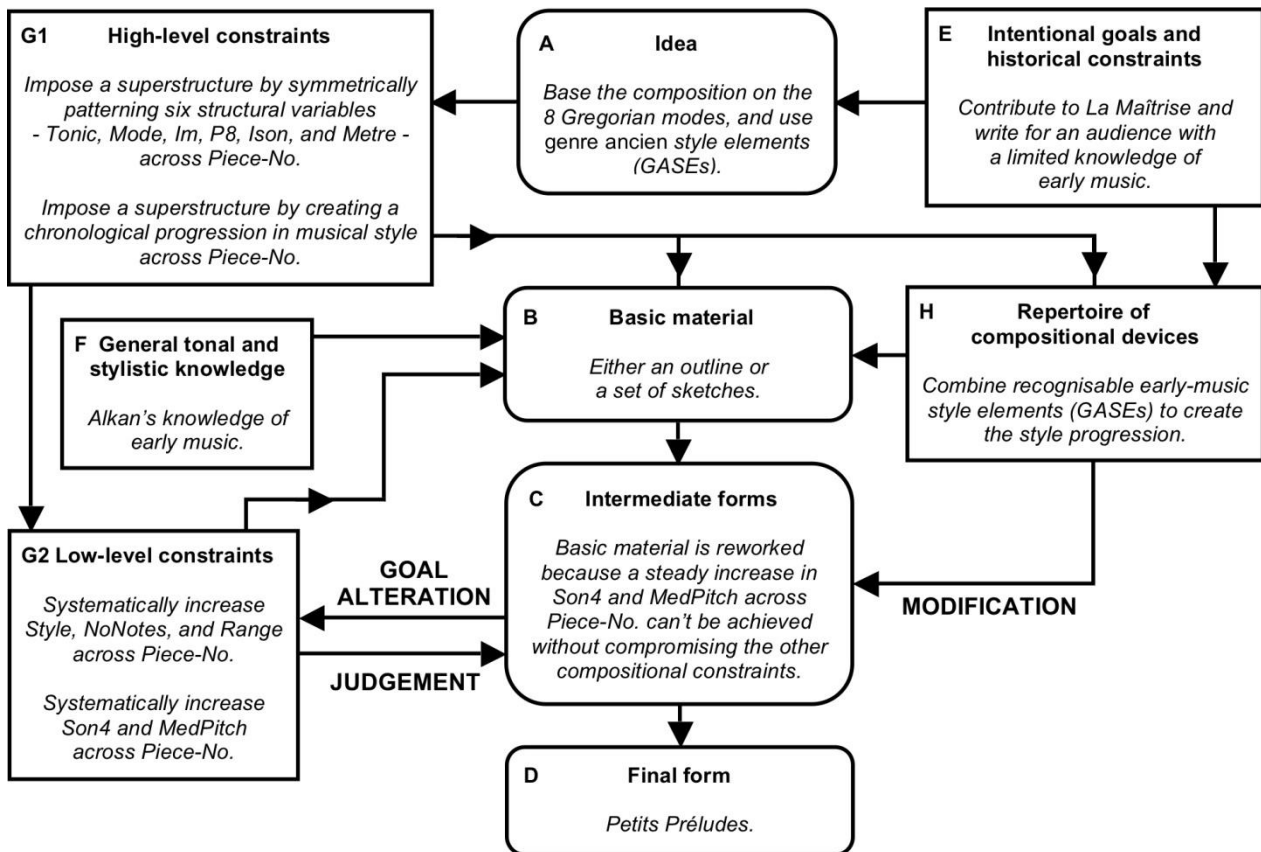 G1 High-level constraints
Impose a superstructure by symmetrically
patterning six structural variables
- Tonic, Mode, Im, P8, Ison, and Metre -
across Piece-No.
Impose a superstructure by creating a
chronological progression in musical style
across Piece-No.
A Idea
Base the composition on the
8 Gregorian modes, and use
genre ancien style elements
(GASEs).
E Intentional goals and
historical constraints
Contribute to La Maîtrise and
write for an audience with
a limited knowledge of
early music.
F General tonal and
stylistic knowledge
Alkan's knowledge of
early music.
B Basic material
Either an outline or
a set of sketches.
H Repertoire of
compositional devices
Combine recognisable early-music
style elements (GASEs) to create
the style progression.
G2 Low-level constraints
Systematically increase
Style, NoNotes, and Range
across Piece-No.
Systematically increase
Son4 and MedPitch
across Piece-No.
GOAL
ALTERATION
JUDGEMENT
C Intermediate forms
Basic material is reworked
because a steady increase in
Son4 and MedPitch across
Piece-No. can't be achieved
without compromising the other
compositional constraints.
MODIFICATION
D Final form
Petits Préludes.